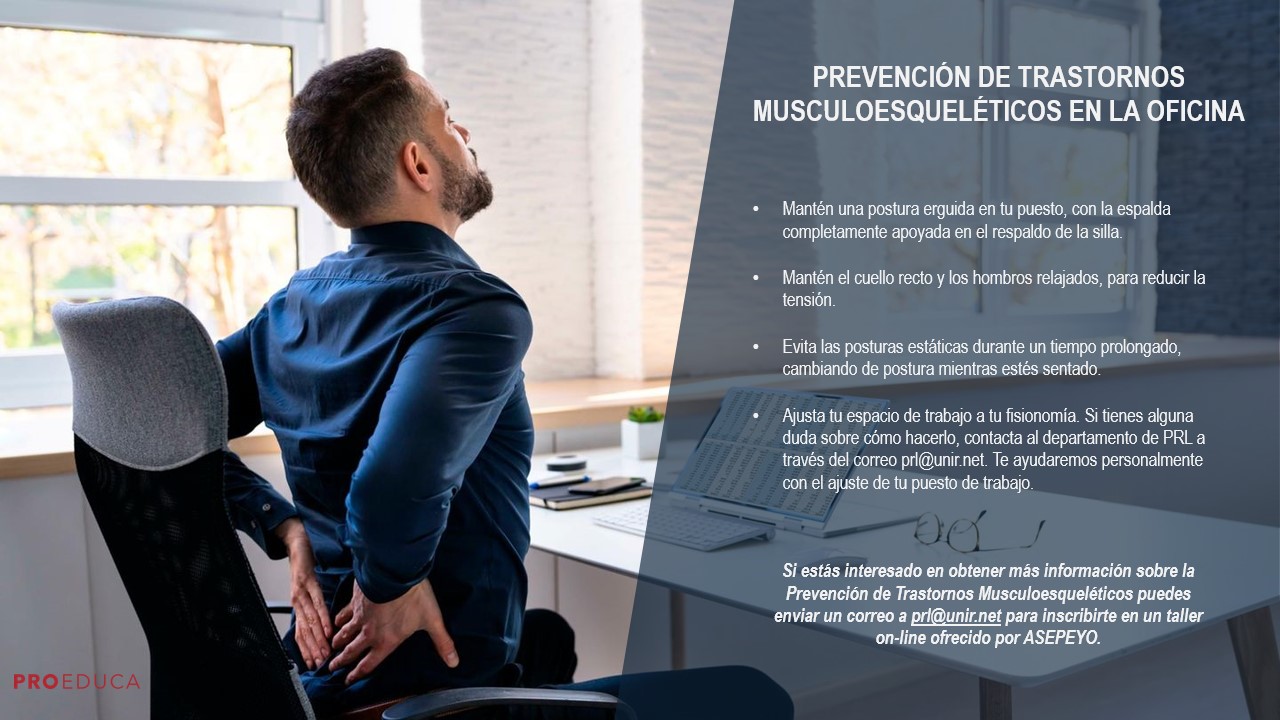 PREVENCIÓN DE TRASTORNOS
MUSCULOESQUELÉTICOS EN LA OFICINA
• Mantén una postura erguida en tu puesto, con la espalda
completamente apoyada en el respaldo de la silla.
• Mantén el cuello recto y los hombros relajados, para reducir la
tensión.
• Evita las posturas estáticas durante un tiempo prolongado,
cambiando de postura mientras estés sentado.
• Ajusta tu espacio de trabajo a tu fisionomía. Si tienes alguna
duda sobre cómo hacerlo, contacta al departamento de PRL a
través del correo prl@unir.net. Te ayudaremos personalmente
con el ajuste de tu puesto de trabajo.
Si estás interesado en obtener más información sobre la
Prevención de Trastornos Musculoesqueléticos puedes
enviar un correo a prl@unir.net para inscribirte en un taller
on-line ofrecido por ASEPEYO.
PROEDUCA